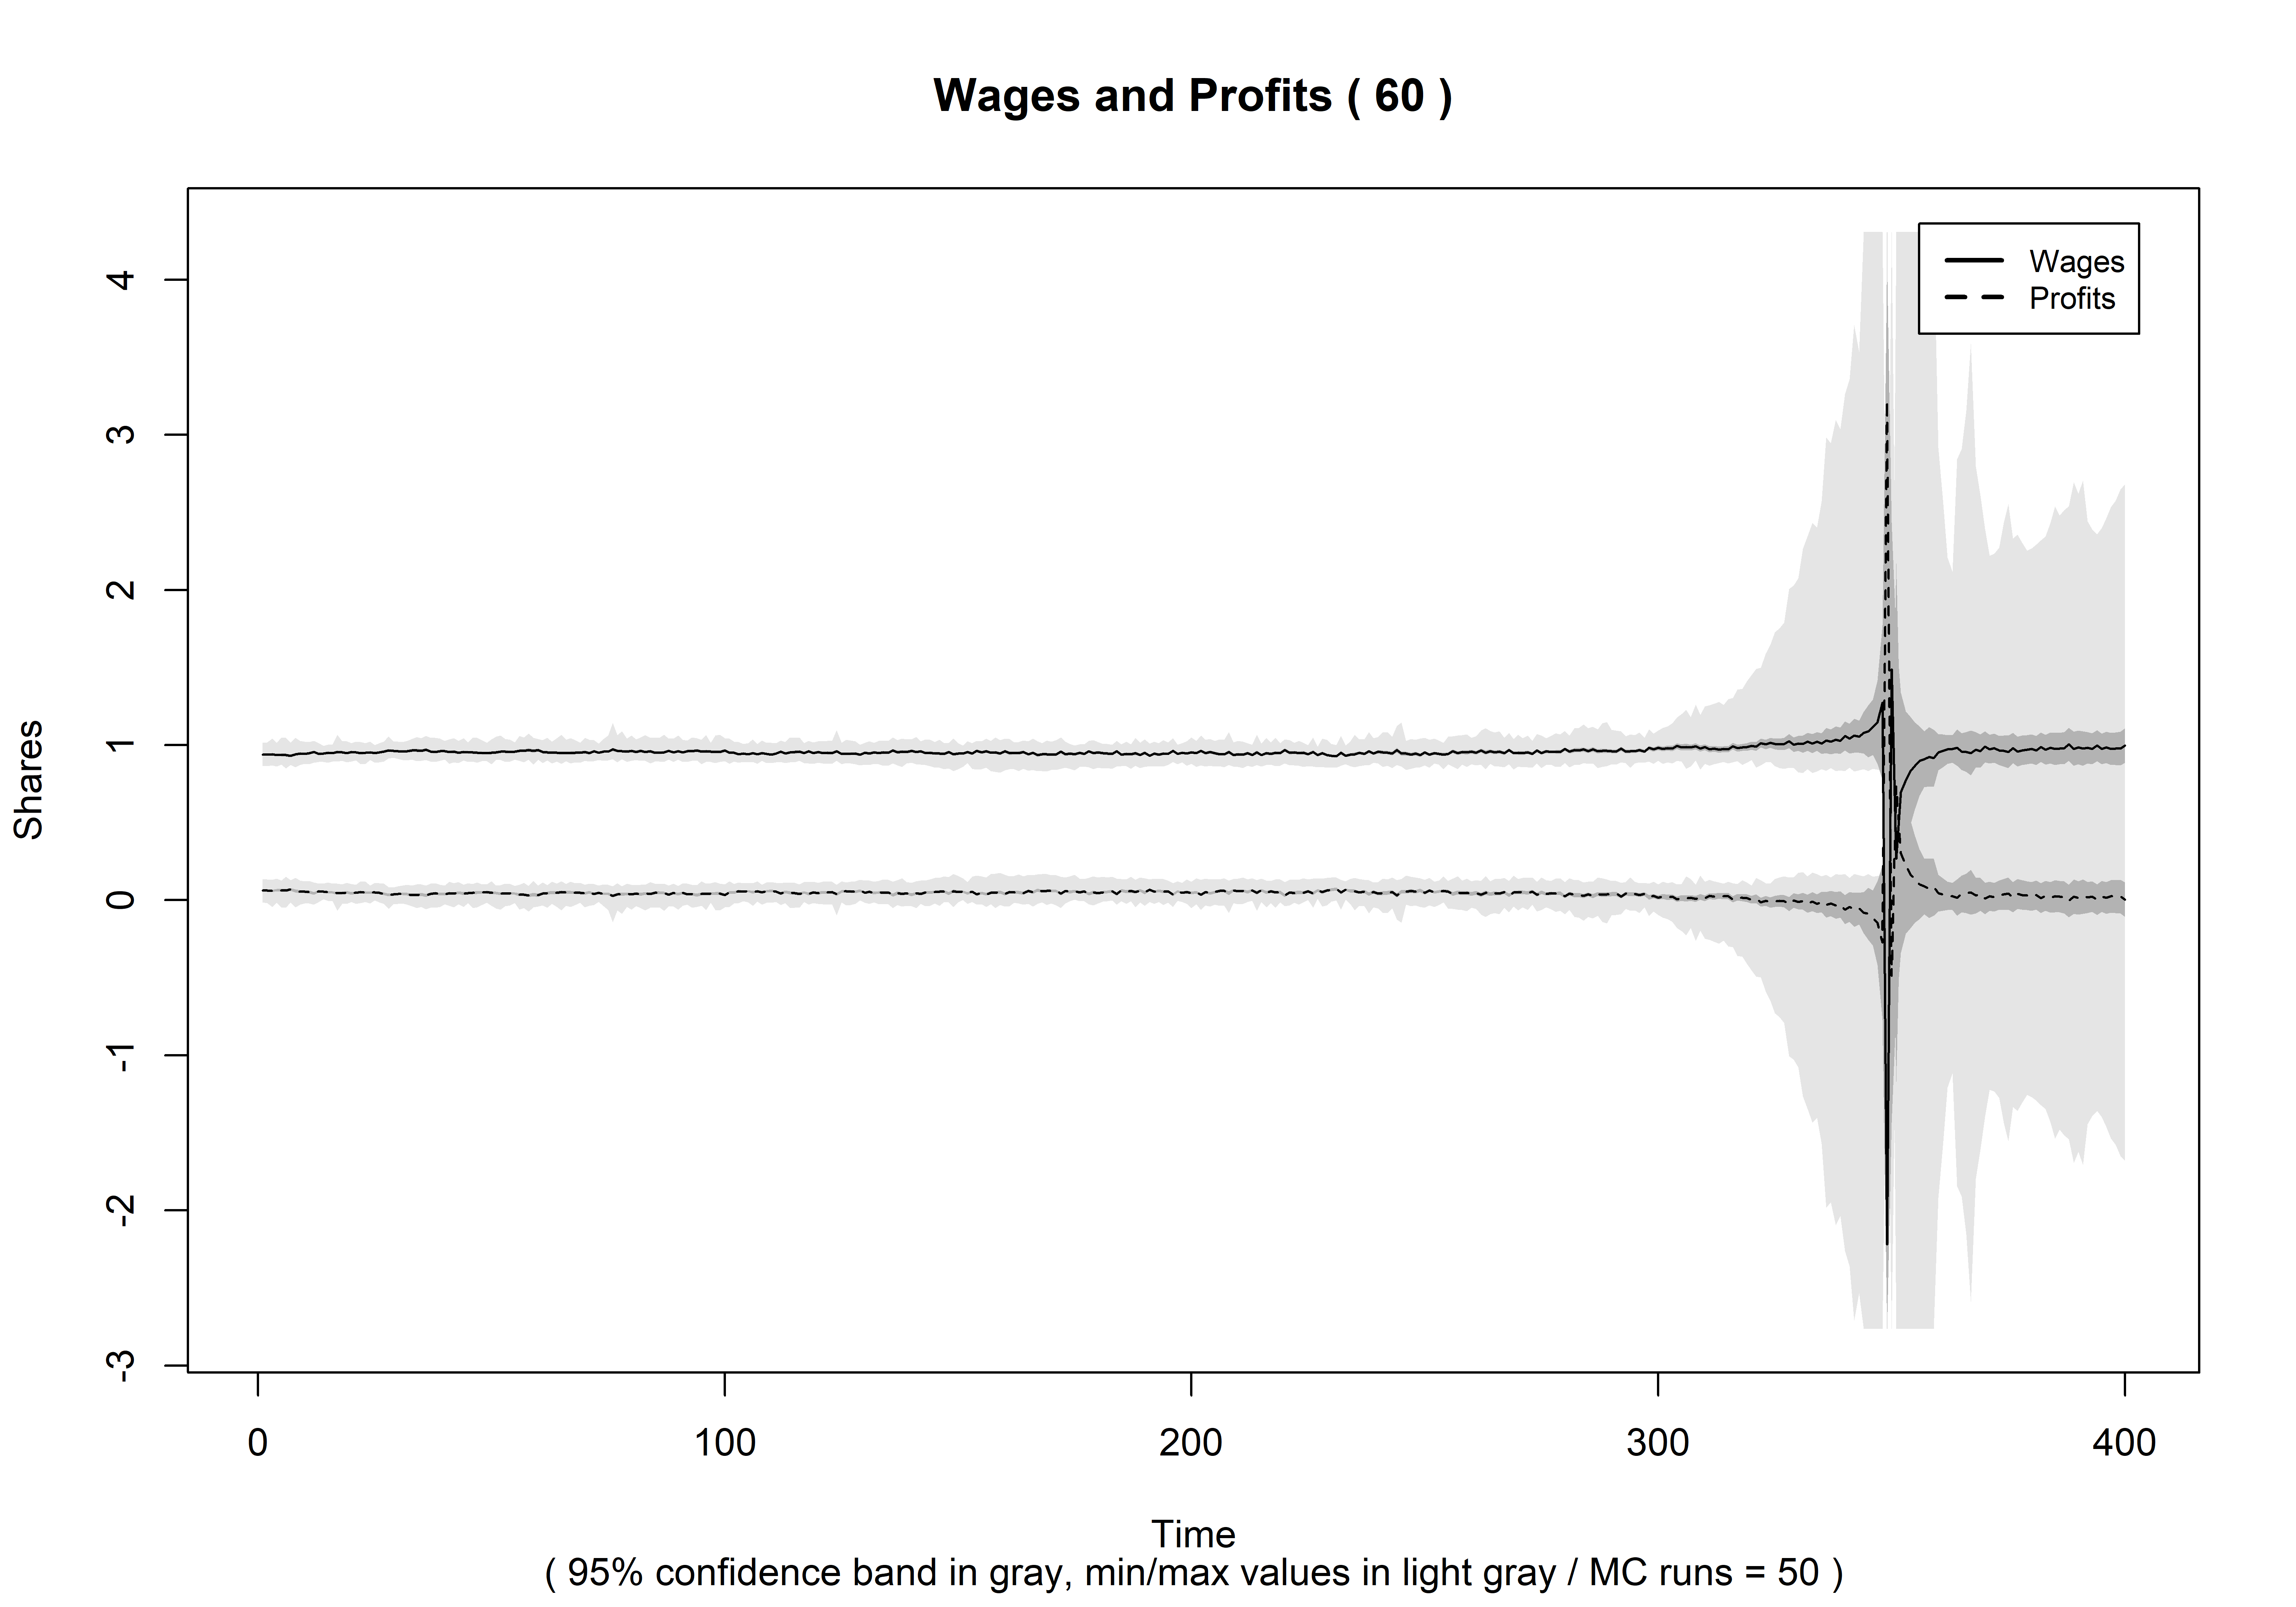 Wages and Profits ( 60 )
Wages
Profits
4
3
2
1
0
-1
-2
-3
Shares
0 100 200 300 400
Time
( 95% confidence band in gray, min/max values in light gray / MC runs = 50 )